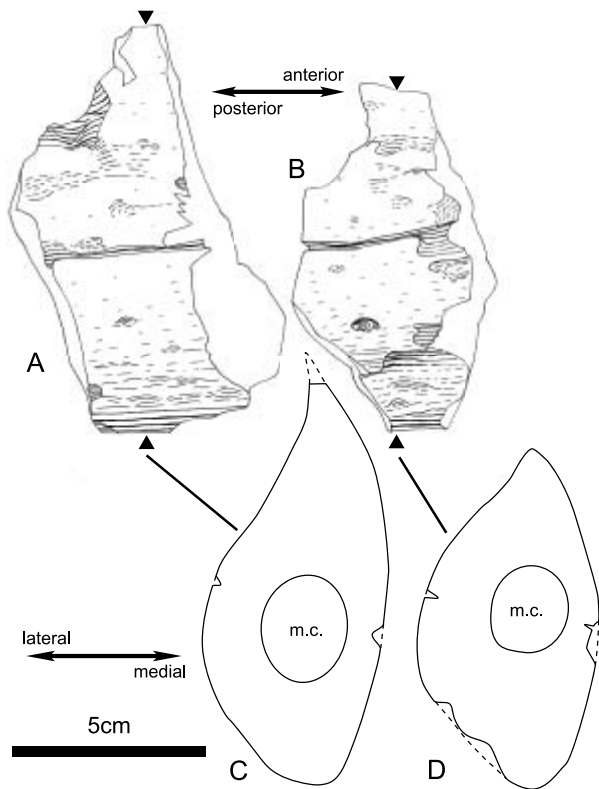 anterior
posterior
B
A
m.c.
m.c.
lateral
medial
5cm
C
D